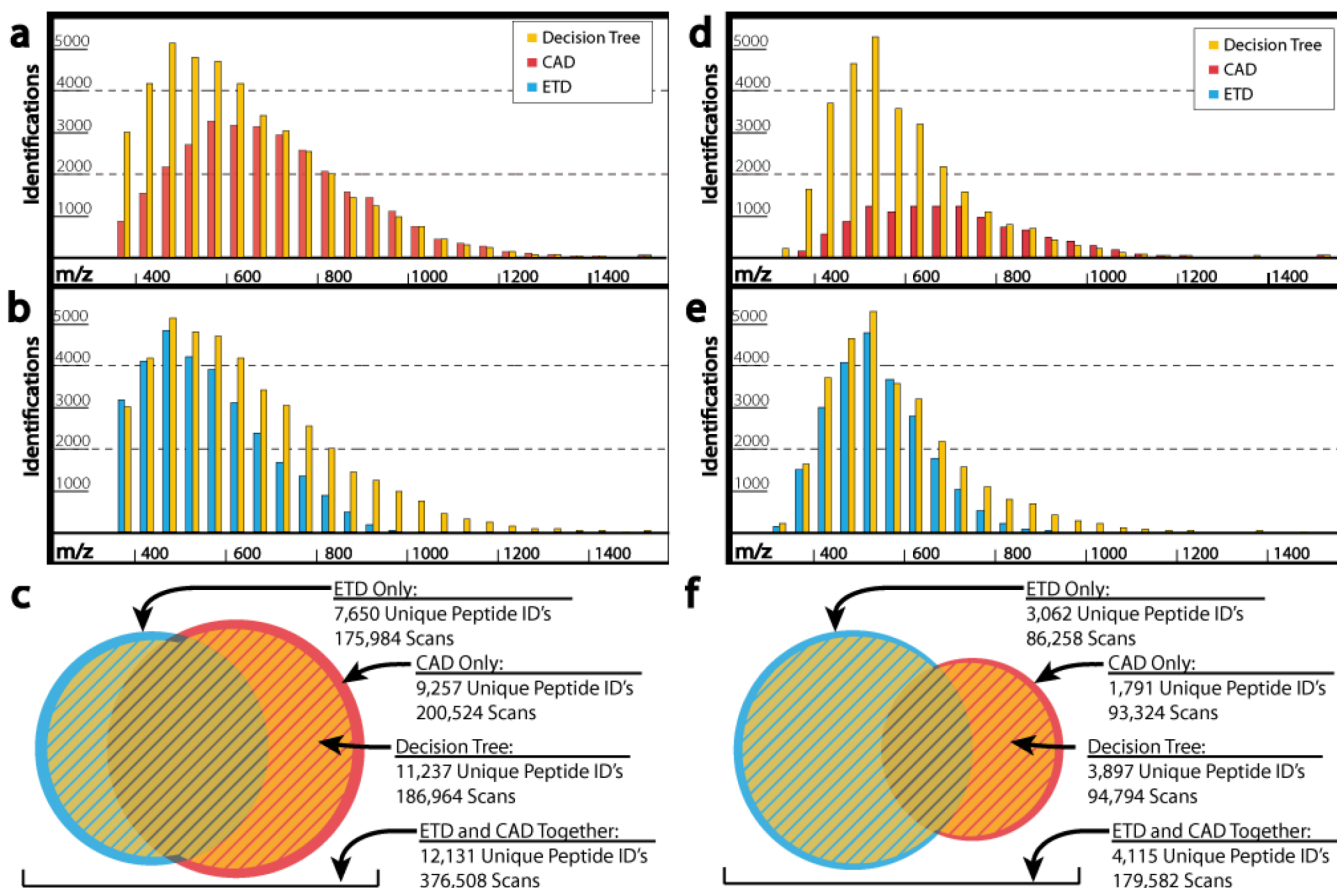 a
Identifications
5000
4000
3000
2000
1000
Decision Tree
CAD
ETD
m/z 400 600 800 1000 1200 1400
b
Identifications
5000
4000
3000
2000
1000
m/z 400 600 800 1000 1200 1400
c
ETD Only:
7,650 Unique Peptide ID's
175,984 Scans
CAD Only:
9,257 Unique Peptide ID's
200,524 Scans
Decision Tree:
11,237 Unique Peptide ID's
186,964 Scans
ETD and CAD Together:
12,131 Unique Peptide ID's
376,508 Scans
d
Identifications
5000
4000
3000
2000
1000
Decision Tree
CAD
ETD
m/z 400 600 800 1000 1200 1400
e
Identifications
5000
4000
3000
2000
1000
m/z 400 600 800 1000 1200 1400
f
ETD Only:
3,062 Unique Peptide ID's
86,258 Scans
CAD Only:
1,791 Unique Peptide ID's
93,324 Scans
Decision Tree:
3,897 Unique Peptide ID's
94,794 Scans
ETD and CAD Together:
4,115 Unique Peptide ID's
179,582 Scans